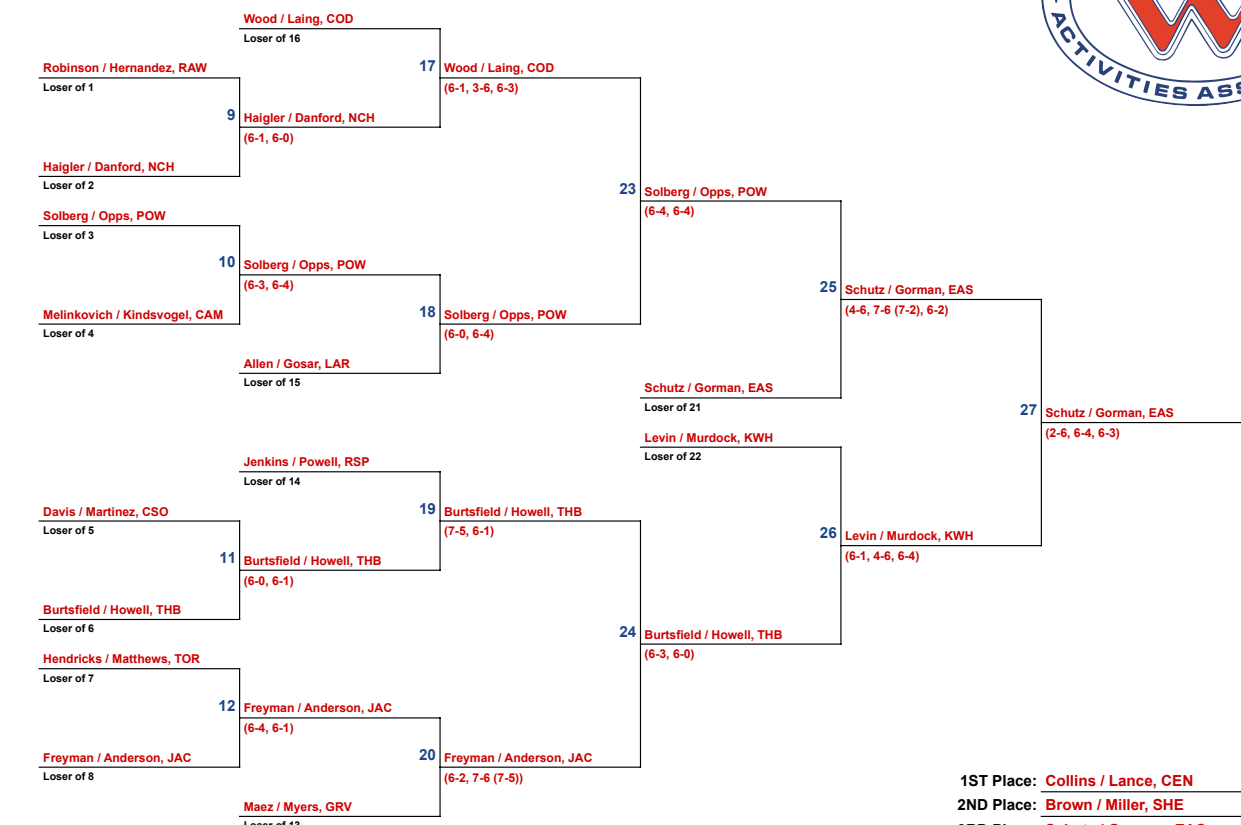 Wood / Laing, COD
Loser of 16
Robinson / Hernandez, RAW
Loser of 1
17
Wood / Laing, COD
(6-1, 3-6, 6-3)
9
Haigler / Danford, NCH
(6-1, 6-0)
Haigler / Danford, NCH
Loser of 2
23
Solberg / Opps, POW
(6-4, 6-4)
Solberg / Opps, POW
Loser of 3
10
Solberg / Opps, POW
(6-3, 6-4)
25
Schutz / Gorman, EAS
(4-6, 7-6 (7-2), 6-2)
Melinkovich / Kindsvogel, CAM
Loser of 4
18
Solberg / Opps, POW
(6-0, 6-4)
Allen / Gosar, LAR
Loser of 15
Schutz / Gorman, EAS
Loser of 21
27
Schutz / Gorman, EAS
(2-6, 6-4, 6-3)
Levin / Murdock, KWH
Loser of 22
Jenkins / Powell, RSP
Loser of 14
Davis / Martinez, CSO
Loser of 5
19
Burtsfield / Howell, THB
(7-5, 6-1)
26
Levin / Murdock, KWH
(6-1, 4-6, 6-4)
11
Burtsfield / Howell, THB
(6-0, 6-1)
Burtsfield / Howell, THB
Loser of 6
24
Burtsfield / Howell, THB
(6-3, 6-0)
Hendricks / Matthews, TOR
Loser of 7
12
Freyman / Anderson, JAC
(6-4, 6-1)
Freyman / Anderson, JAC
Loser of 8
20
Freyman / Anderson, JAC
(6-2, 7-6 (7-5))
Maez / Myers, GRV
1ST Place: Collins / Lance, CEN
2ND Place: Brown / Miller, SHE
ACTIVITIES ASS
W